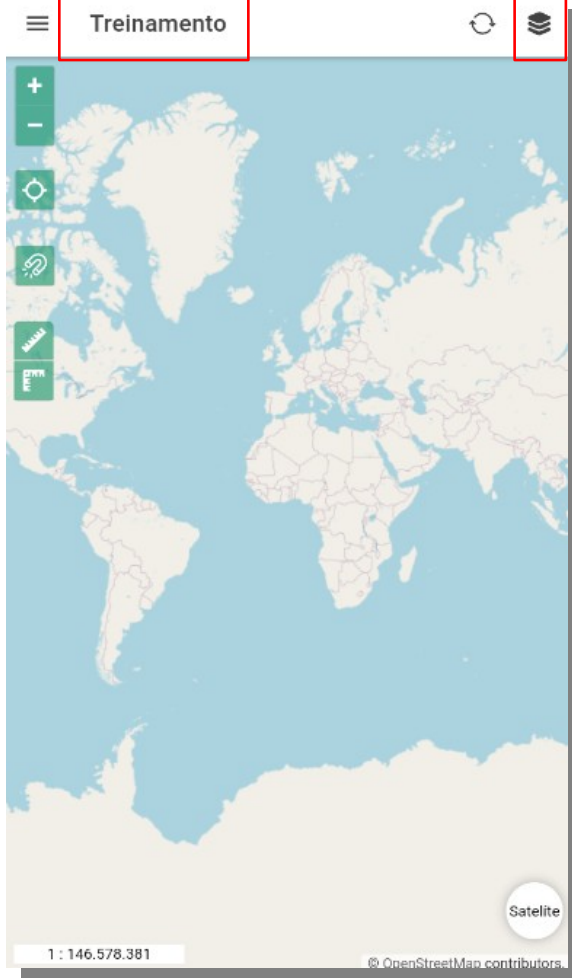 Treinamento
+
−
Satelite
1 : 146.578.381
© OpenStreetMap contributors.